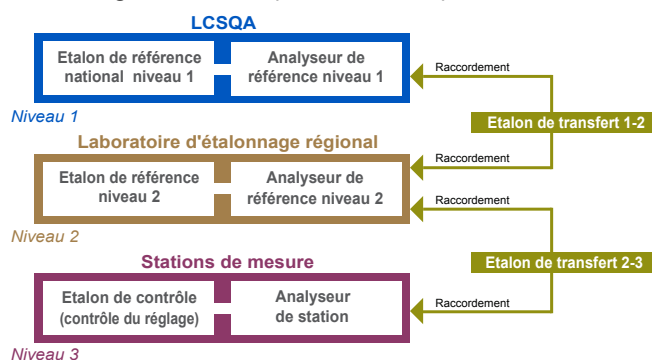 LCSQA
Etalon de référence
national niveau 1
Analyseur de
référence niveau 1
Raccordement
Niveau 1
Etalon de transfert 1-2
Laboratoire d'étalonnage régional
Raccordement
Etalon de référence
niveau 2
Analyseur de
référence niveau 2
Raccordement
Niveau 2
Etalon de transfert 2-3
Stations de mesure
Etalon de contrôle
(contrôle du réglage)
Analyseur
de station
Raccordement
Niveau 3